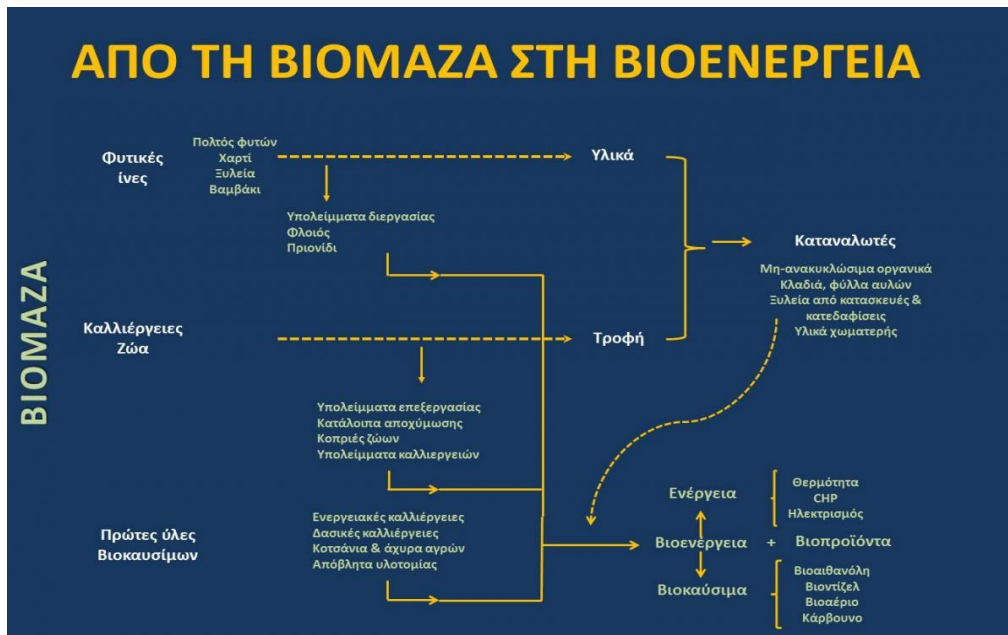 ΑΠΟ ΤΗ ΒΙΟΜΑΖΑ ΣΤΗ ΒΙΟΕΝΕΡΓΕΙΑ
ΒΙΟΜΑΖΑ
Φυτικές
ίνες
Πολτός φυτών
Χαρτί
Ξυλεία
Βαμβάκι
Υλικά
Υπολείμματα διεργασίας
Φλοιός
Πριονίδι
Καταναλωτές
Μη-ανακυκλώσιμα οργανικά
Κλαδιά, φύλλα αυλών
Ξυλεία από κατασκευές &
κατεδαφίσεις
Υλικά χωματερής
Καλλιέργειες
Ζώα
Τροφή
Υπολείμματα επεξεργασίας
Κατάλοιπα αποχύμωσης
Κοπριές ζώων
Υπολείμματα καλλιεργειών
Πρώτες ύλες
Βιοκαυσίμων
Ενεργειακές καλλιέργειες
Δασικές καλλιέργειες
Κοτσάνια & άχυρα αγρών
Απόβλητα υλοτομίας
Ενέργεια
Θερμότητα
CHP
Ηλεκτρισμός
Βιοενέργεια + Βιοπροϊόντα
Βιοκαύσιμα
Βιοαιθανόλη
Βιοντίζελ
Βιοαέριο
Κάρβουνο